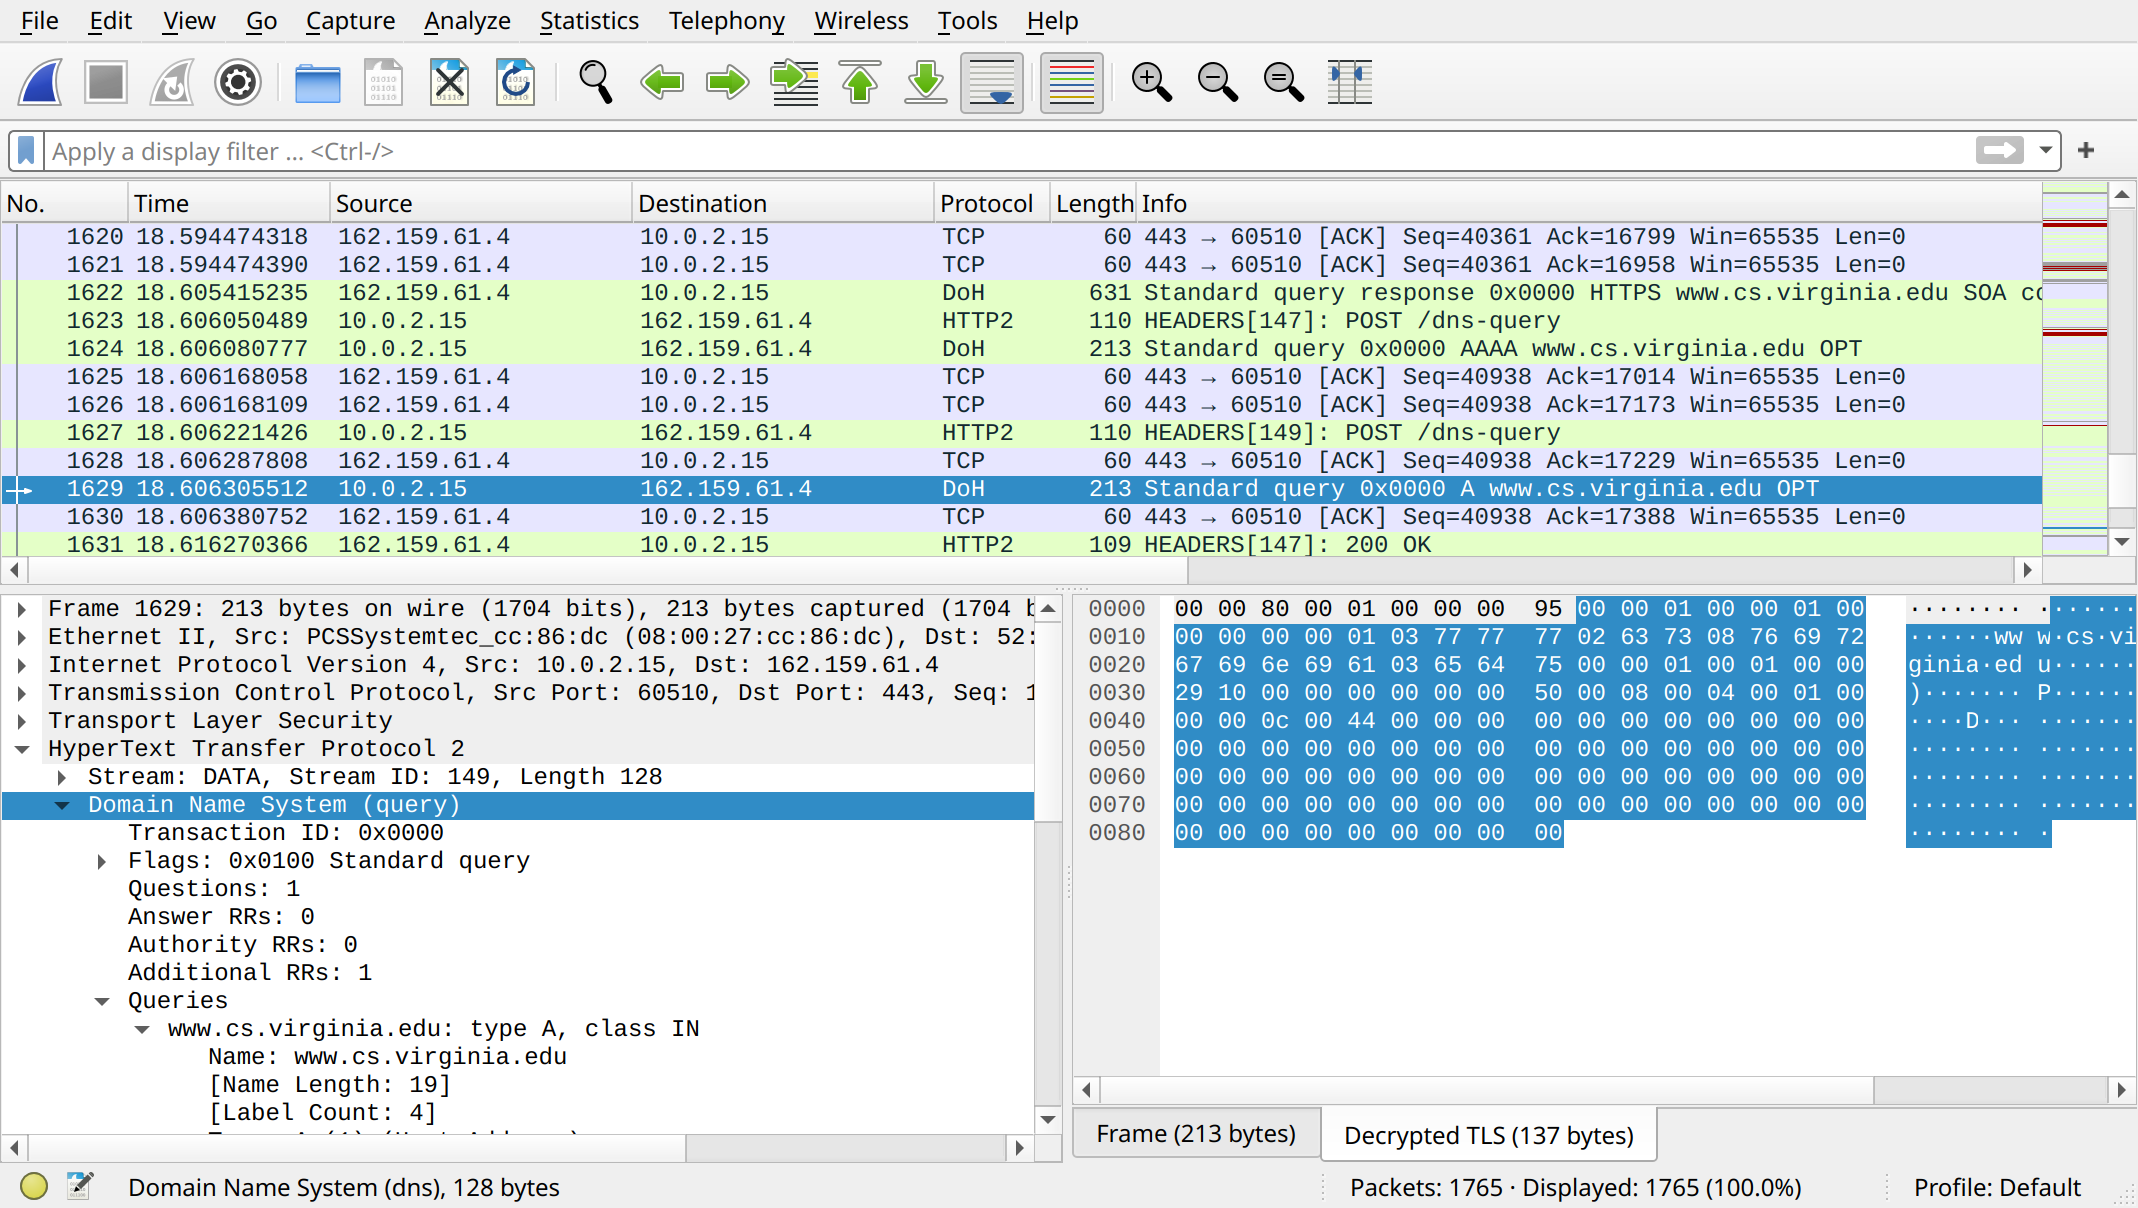 File Edit View Go Capture Analyze Statistics Telephony Wireless Tools Help
Apply a display filter ... <Ctrl-/>
No. Time Source Destination Protocol Length Info
1620 18.594474318 162.159.61.4 10.0.2.15 TCP 60 443 → 60510 [ACK] Seq=40361 Ack=16799 Win=65535 Len=0
1621 18.594474390 162.159.61.4 10.0.2.15 TCP 60 443 → 60510 [ACK] Seq=40361 Ack=16958 Win=65535 Len=0
1622 18.605415235 162.159.61.4 10.0.2.15 DoH 631 Standard query response 0x0000 HTTPS www.cs.virginia.edu SOA
1623 18.606050489 10.0.2.15 162.159.61.4 HTTP2 110 HEADERS[147]: POST /dns-query
1624 18.606080777 10.0.2.15 162.159.61.4 DoH 213 Standard query 0x0000 AAAA www.cs.virginia.edu OPT
1625 18.606168058 162.159.61.4 10.0.2.15 TCP 60 443 → 60510 [ACK] Seq=40938 Ack=17014 Win=65535 Len=0
1626 18.606168109 162.159.61.4 10.0.2.15 TCP 60 443 → 60510 [ACK] Seq=40938 Ack=17173 Win=65535 Len=0
1627 18.606221426 10.0.2.15 162.159.61.4 HTTP2 110 HEADERS[149]: POST /dns-query
1628 18.606287808 162.159.61.4 10.0.2.15 TCP 60 443 → 60510 [ACK] Seq=40938 Ack=17229 Win=65535 Len=0
1629 18.606305512 10.0.2.15 162.159.61.4 DoH 213 Standard query 0x0000 A www.cs.virginia.edu OPT
1630 18.606380752 162.159.61.4 10.0.2.15 TCP 60 443 → 60510 [ACK] Seq=40938 Ack=17388 Win=65535 Len=0
1631 18.616270366 162.159.61.4 10.0.2.15 HTTP2 109 HEADERS[147]: 200 OK
Frame 1629: 213 bytes on wire (1704 bits), 213 bytes captured (1704 b
Ethernet II, Src: PCSSystemtec_cc:86:dc (08:00:27:cc:86:dc), Dst: 52:
Internet Protocol Version 4, Src: 10.0.2.15, Dst: 162.159.61.4
Transmission Control Protocol, Src Port: 60510, Dst Port: 443, Seq: 1
Transport Layer Security
HyperText Transfer Protocol 2
Stream: DATA, Stream ID: 149, Length 128
Domain Name System (query)
Transaction ID: 0x0000
Flags: 0x0100 Standard query
Questions: 1
Answer RRs: 0
Authority RRs: 0
Additional RRs: 1
Queries
www.cs.virginia.edu: type A, class IN
Name: www.cs.virginia.edu
[Name Length: 19]
[Label Count: 4]
0000 00 00 80 00 01 00 00 00 95 00 00 01 00 00 01 00 ········ ·······
0010 00 00 00 00 01 03 77 77 77 02 63 73 08 76 69 72 ······ww w·cs·vi
0020 67 69 6e 69 61 03 65 64 75 00 00 01 00 01 00 00 ginia·ed u······
0030 29 10 00 00 00 00 00 00 50 00 08 00 04 00 01 00 )······· P······
0040 00 00 0c 00 44 00 00 00 00 00 00 00 00 00 00 00 ····D··· ·······
0050 00 00 00 00 00 00 00 00 00 00 00 00 00 00 00 00 ········ ·······
0060 00 00 00 00 00 00 00 00 00 00 00 00 00 00 00 00 ········ ·······
0070 00 00 00 00 00 00 00 00 00 00 00 00 00 00 00 00 ········ ·······
0080 00 00 00 00 00 00 00 00 00 ········ ·
Frame (213 bytes) Decrypted TLS (137 bytes)
Domain Name System (dns), 128 bytes Packets: 1765 · Displayed: 1765 (100.0%) Profile: Default